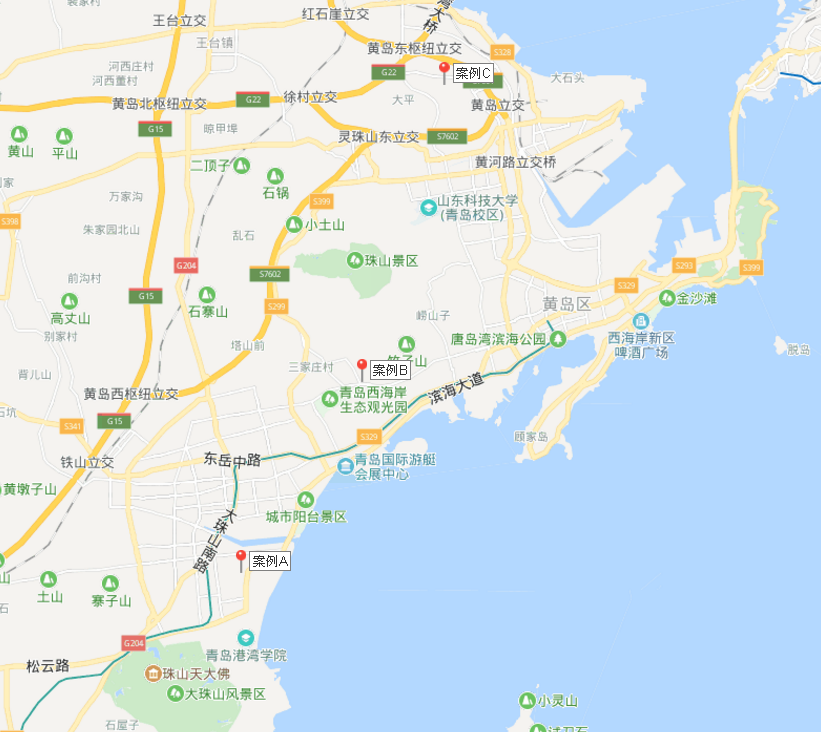 裴家村
王台立交
红石崖立交
湾大桥
王台镇
黄岛东枢纽立交
S328
河西庄村
河西董村
G22
案例C
大石头
黄岛北枢纽立交
G22
徐村立交
大平
黄岛立交
G15
晾甲埠
灵珠山东立交
S7602
黄山
平山
二顶子
黄河路立交桥
石锅
万家沟
S399
山东科技大学
(青岛校区)
S398
朱家园北山
乱石
小土山
G204
S7602
珠山景区
S293
S399
前沟村
高丈山
G15
石寨山
S299
S329
金沙滩
黄岛区
别家村
崂山子
唐岛湾滨海公园
西海岸新区
啤酒广场
塔山前
脱岛
背儿山
三家庄村
案例B
黄岛西枢纽立交
青岛西海岸
生态观光园
滨海大道
石坑
S341
G15
S329
顾家岛
铁山立交
东岳中路
青岛国际游艇
会展中心
黄墩子山
城市阳台景区
大珠山南路
案例A
土山
寨子山
G204
青岛港湾学院
松云路
珠山天大佛
大珠山风景区
小灵山
石屋子